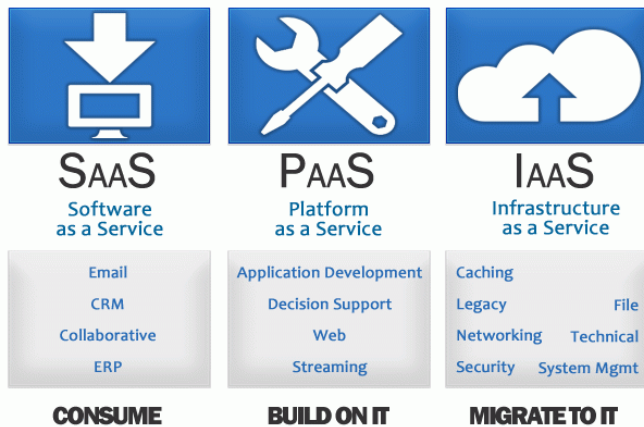 SAAS
Software
as a Service
Email
CRM
Collaborative
ERP
CONSUME
PAAS
Platform
as a Service
Application Development
Decision Support
Web
Streaming
BUILD ON IT
IAAS
Infrastructure
as a Service
Caching
Legacy File
Networking Technical
Security System Mgmt
MIGRATE TO IT